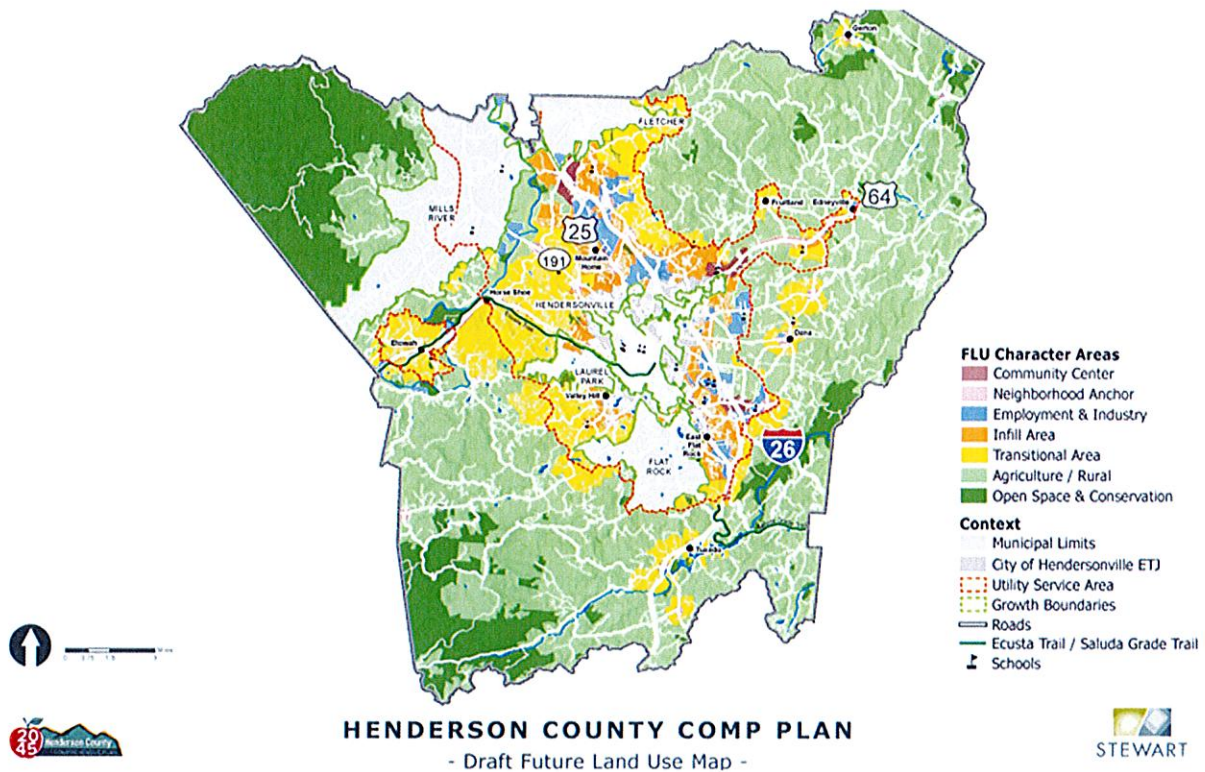 Gerton
FLETCHER
MILLS
RIVER
Fruitland
Edneyville
64
25
191
Mountain
Home
Horse Shoe
HENDERSONVILLE
Etowah
Dana
LAUREL
PARK
Valley Hill
East
Flat
Rock
FLAT
ROCK
26
Tuxedo
FLU Character Areas
Community Center
Neighborhood Anchor
Employment & Industry
Infill Area
Transitional Area
Agriculture / Rural
Open Space & Conservation
Context
Municipal Limits
City of Hendersonville ETJ
Utility Service Area
Growth Boundaries
Roads
Ecusta Trail / Saluda Grade Trail
Schools
2045
Henderson County
HENDERSON COUNTY COMP PLAN
- Draft Future Land Use Map -
STEWART